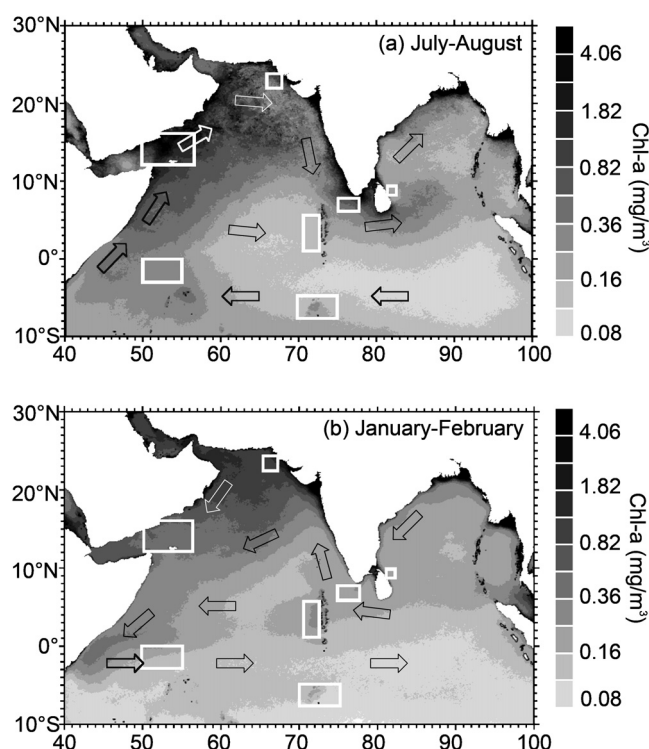 30°N
(a) July-August
20°N
10°N
0°
10°S
40
50
60
70
80
90
100
4.06
1.82
0.82
0.36
0.16
0.08
Chl-a (mg/m³)
30°N
(b) January-February
20°N
10°N
0°
10°S
40
50
60
70
80
90
100
4.06
1.82
0.82
0.36
0.16
0.08
Chl-a (mg/m³)